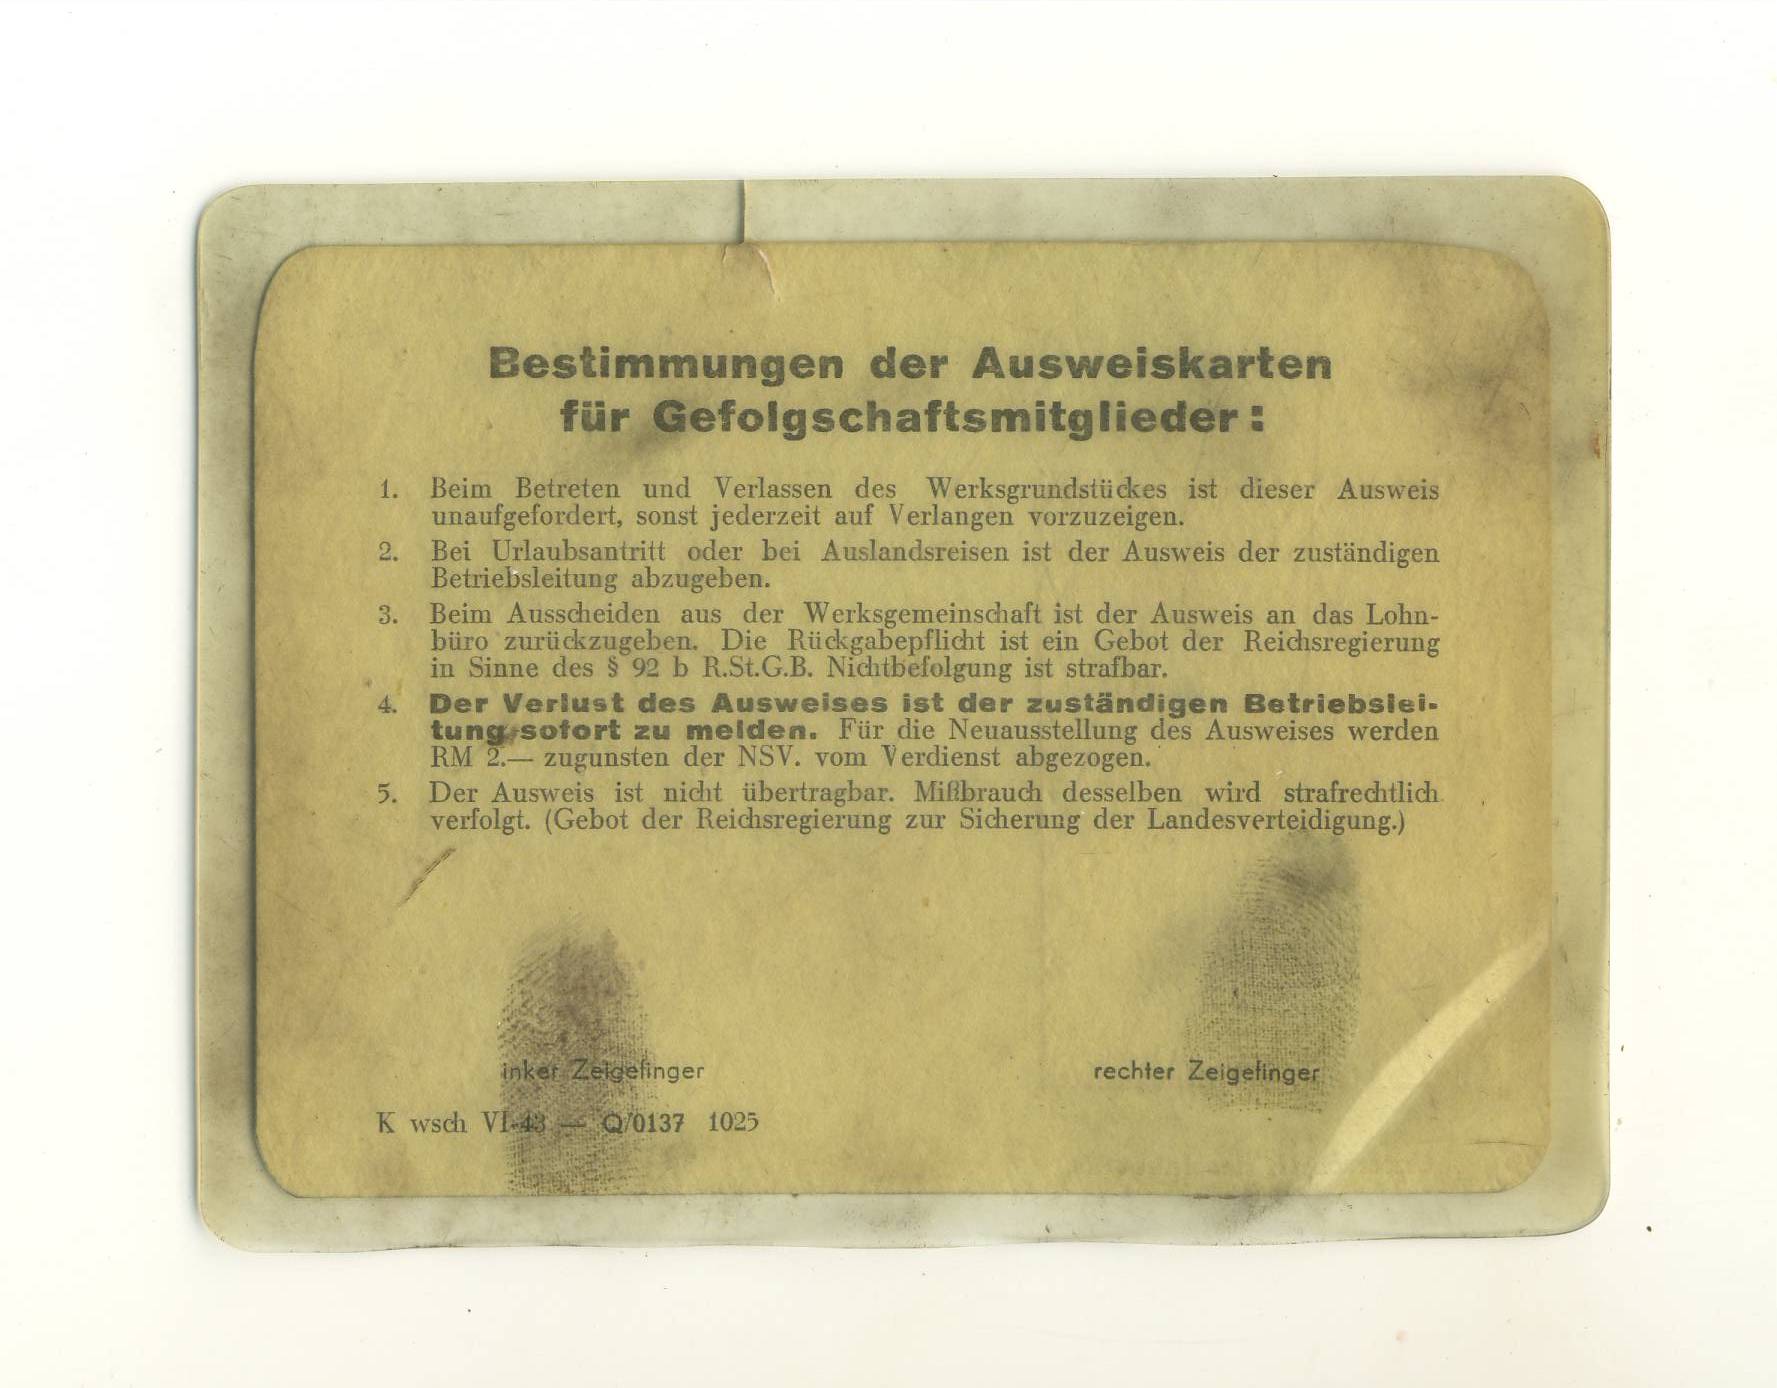 Bestimmungen der Ausweiskarten
für Gefolgschaftsmitglieder:
1. Beim Betreten und Verlassen des Werksgrundstückes ist dieser Ausweis
unaufgefordert, sonst jederzeit auf Verlangen vorzuzeigen.
2. Bei Urlaubsantritt oder bei Auslandsreisen ist der Ausweis der zuständigen
Betriebsleitung abzugeben.
3. Beim Ausscheiden aus der Werksgemeinschaft ist der Ausweis an das Lohn-
büro zurückzugeben. Die Rückgabepflicht ist ein Gebot der Reichsregierung
in Sinne des § 92 b R.St.G.B. Nichtbefolgung ist strafbar.
4. Der Verlust des Ausweises ist der zuständigen Betriebslei-
tung sofort zu melden. Für die Neuausstellung des Ausweises werden
RM 2.— zugunsten der NSV. vom Verdienst abgezogen.
5. Der Ausweis ist nicht übertragbar. Mißbrauch desselben wird strafrechtlich
verfolgt. (Gebot der Reichsregierung zur Sicherung der Landesverteidigung.)
inker Zeigefinger
rechter Zeigefinger
K wsch VI-43 — Q/0137 1025